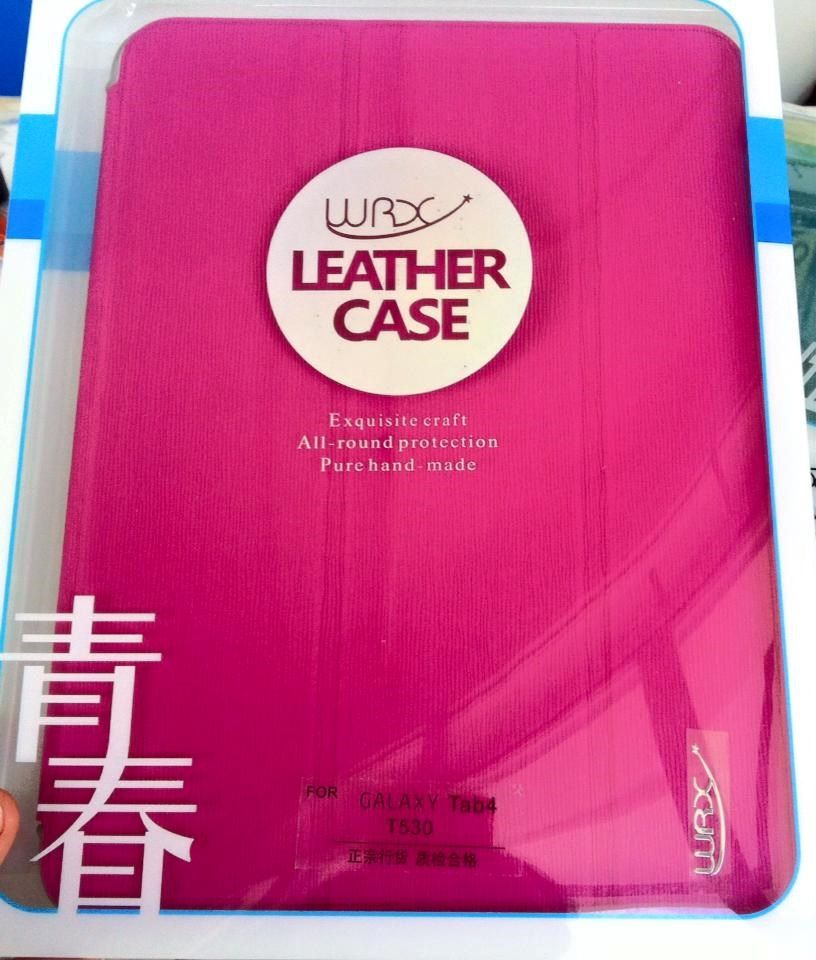 WRX
LEATHER
CASE
Exquisite craft
All-round protection
Pure hand-made
青春
FOR GALAXY Tab4
T530
正宗行货 质检合格
WRX